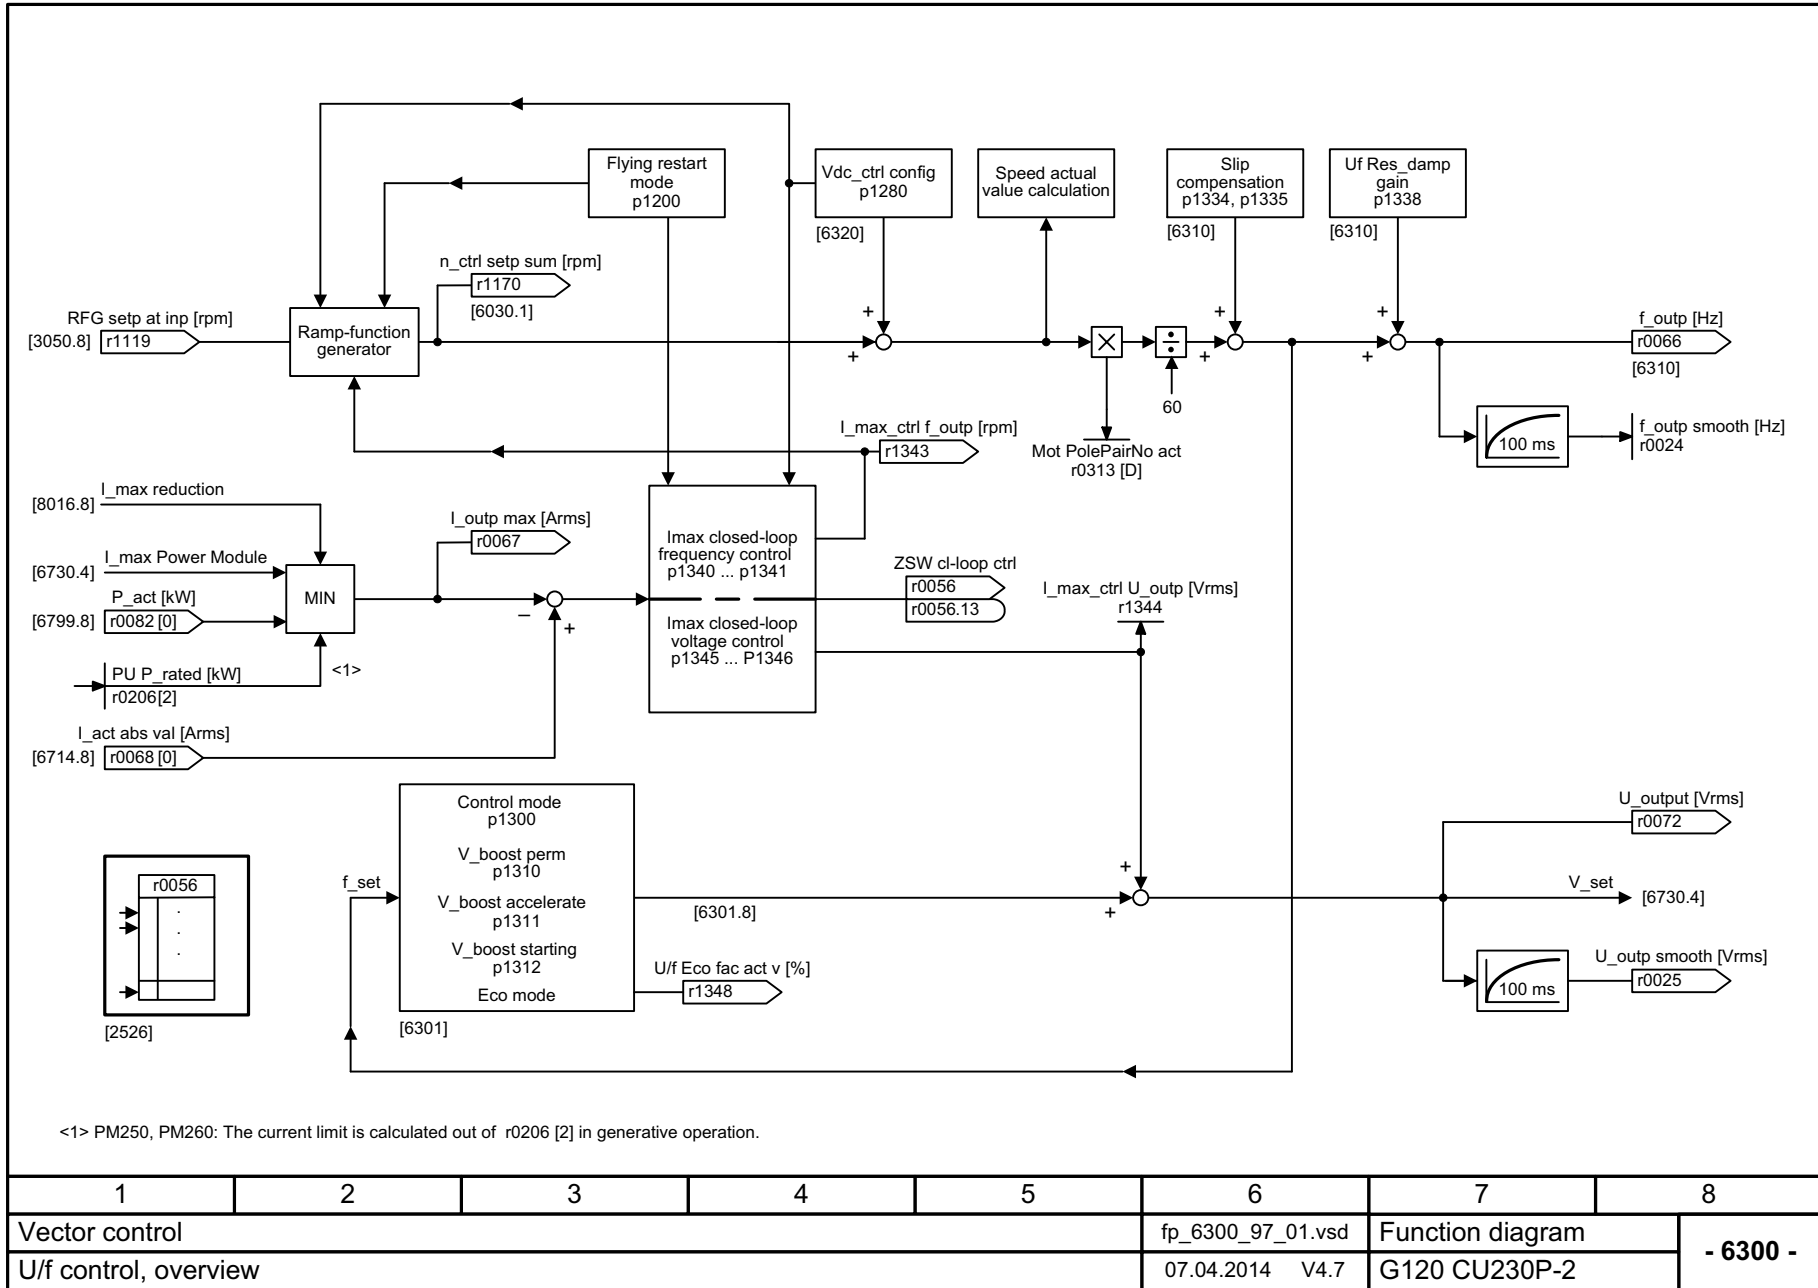 Flying restart
mode
p1200
Vdc_ctrl config
p1280
[6320]
Speed actual
value calculation
Slip
compensation
p1334, p1335
[6310]
Uf Res_damp
gain
p1338
[6310]
n_ctrl setp sum [rpm]
r1170
[6030.1]
RFG setp at inp [rpm]
[3050.8] r1119
Ramp-function
generator
+
+
×
÷
60
+
+
+
+
f_outp [Hz]
r0066
[6310]
Mot PolePairNo act
r0313 [D]
100 ms
f_outp smooth [Hz]
r0024
I_max_ctrl f_outp [rpm]
r1343
I_max reduction
[8016.8]
I_max Power Module
[6730.4]
P_act [kW]
[6799.8] r0082 [0]
PU P_rated [kW]
r0206[2]
<1>
MIN
I_outp max [Arms]
r0067
–
+
I_act abs val [Arms]
[6714.8] r0068 [0]
Imax closed-loop
frequency control
p1340 ... p1341
Imax closed-loop
voltage control
p1345 ... P1346
ZSW cl-loop ctrl
r0056
r0056.13
I_max_ctrl U_outp [Vrms]
r1344
r0056
.
.
.
[2526]
f_set
Control mode
p1300
V_boost perm
p1310
V_boost accelerate
p1311
V_boost starting
p1312
Eco mode
[6301]
U/f Eco fac act v [%]
r1348
[6301.8]
+
+
U_output [Vrms]
r0072
V_set
[6730.4]
100 ms
U_outp smooth [Vrms]
r0025
<1> PM250, PM260: The current limit is calculated out of r0206 [2] in generative operation.
1 2 3 4 5 6 7 8
Vector control
fp_6300_97_01.vsd
Function diagram
- 6300 -
U/f control, overview
07.04.2014 V4.7
G120 CU230P-2